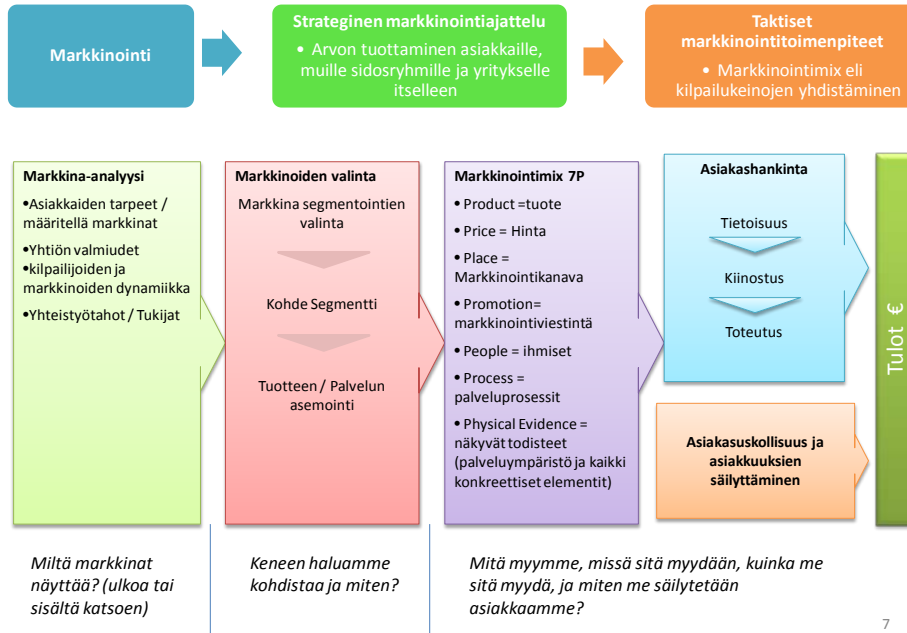 Markkinointi
Strateginen markkinointiajattelu
• Arvon tuottaminen asiakkaille,
muille sidosryhmille ja yritykselle
itselleen
Taktiset
markkinointitoimenpiteet
• Markkinointimix eli
kilpailukeinojen yhdistäminen
Markkina-analyysi
•Asiakkaiden tarpeet /
määritellä markkinat
•Yhtiön valmiudet
•kilpailijoiden ja
markkinoiden dynamiikka
•Yhteistyötahot / Tukijat
Markkinoiden valinta
Markkina segmentointien
valinta
Kohde Segmentti
Tuotteen / Palvelun
asemointi
Markkinointimix 7P
• Product =tuote
• Price = Hinta
• Place =
Markkinointikanava
• Promotion=
markkinointiviestintä
• People = ihmiset
• Process =
palveluprosessit
• Physical Evidence =
näkyvät todisteet
(palveluympäristö ja kaikki
konkreettiset elementit)
Asiakashankinta
Tietoisuus
Kiinostus
Toteutus
Asiakasuskollisuus ja
asiakkuuksien
säilyttäminen
Tulot €
Miltä markkinat
näyttää? (ulkoa tai
sisältä katsoen)
Keneen haluamme
kohdistaa ja miten?
Mitä myymme, missä sitä myydään, kuinka me
sitä myydä, ja miten me säilytetään
asiakkaamme?
7